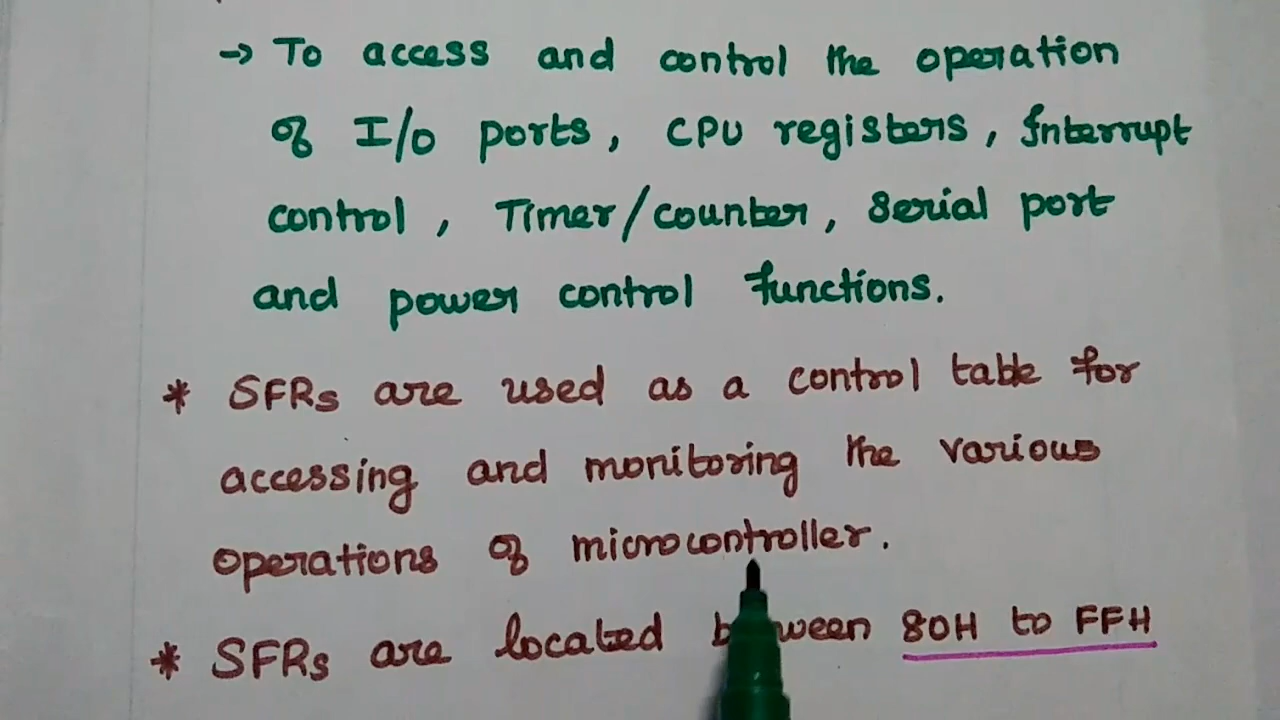 → To access and control the operation
of I/O ports, CPU registers, Interrupt
control, Timer/counter, Serial port
and power control functions.
* SFRs are used as a control table for
accessing and monitoring the various
operations of microcontroller.
* SFRs are located between 80H to FFH